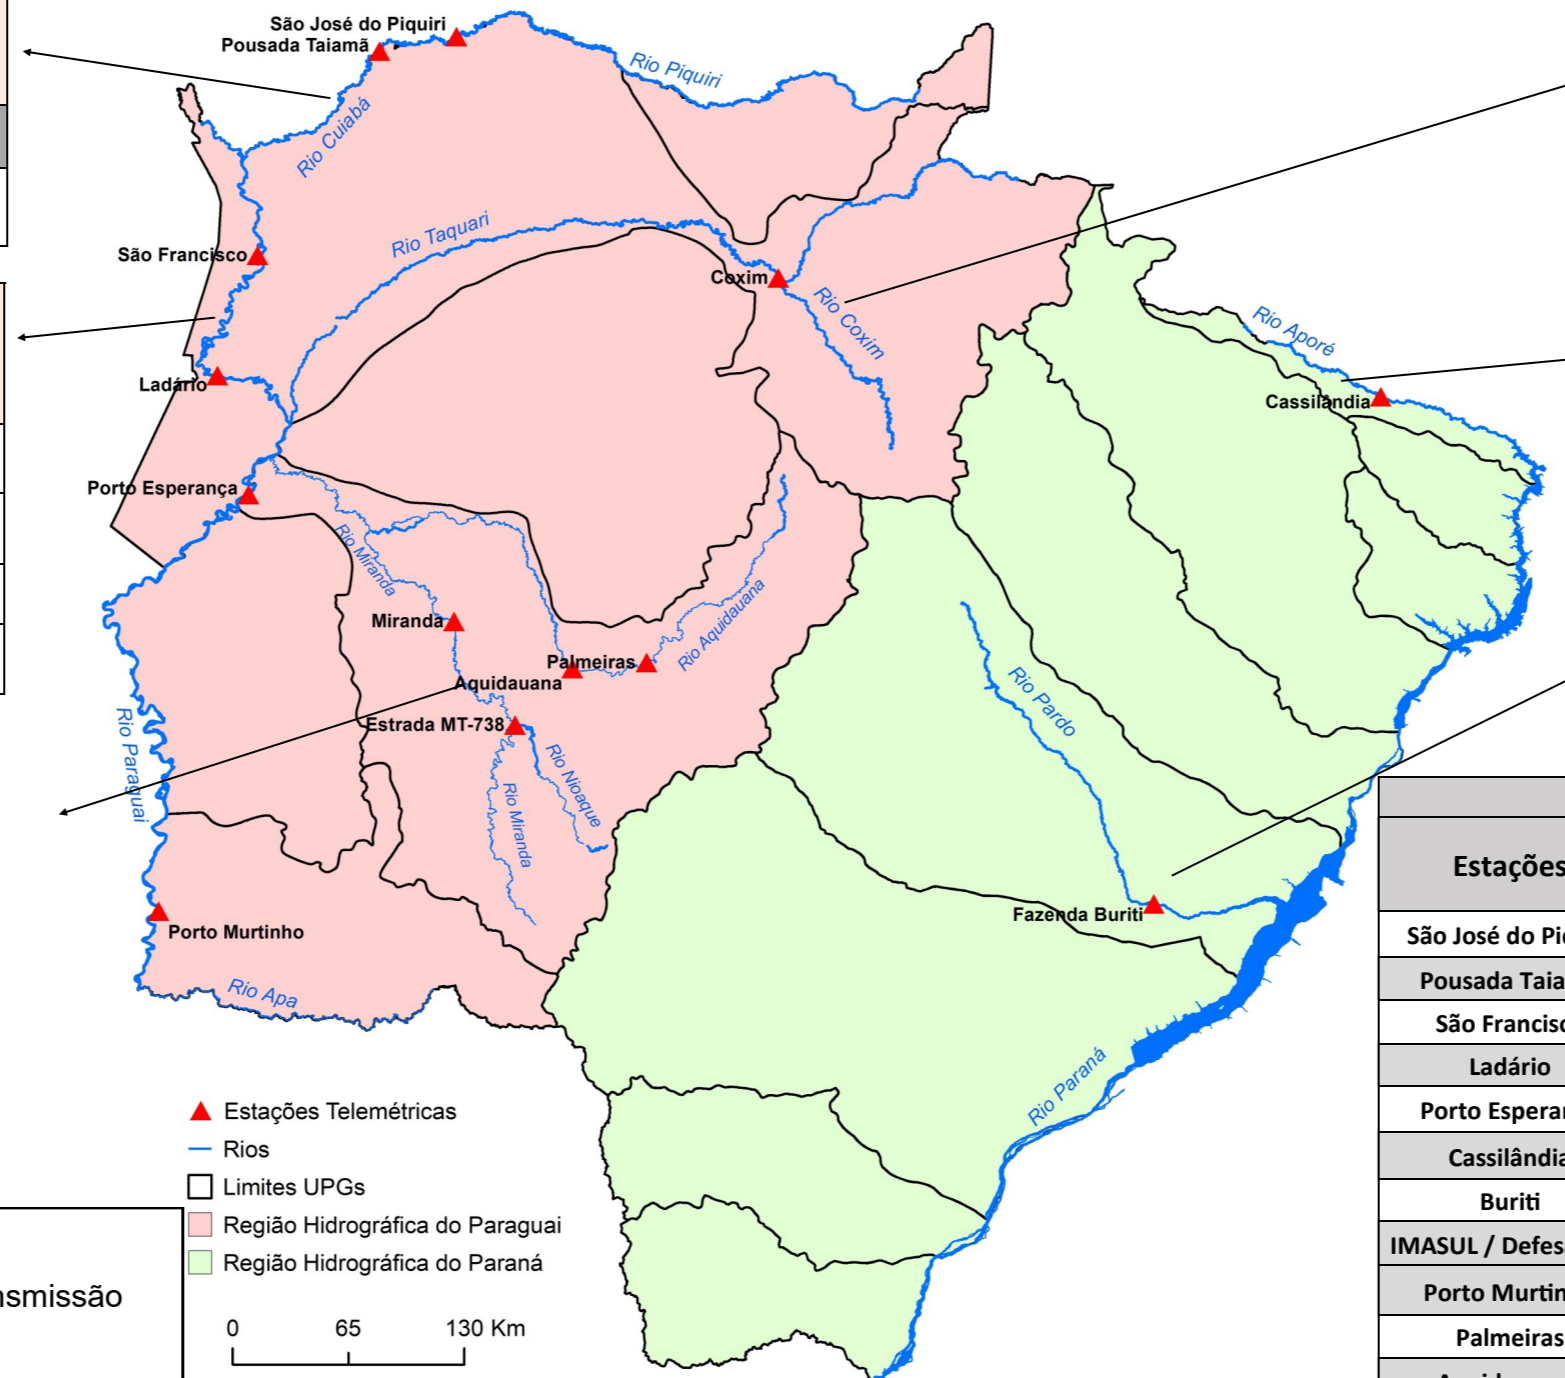 São José do Piquiri
Pousada Taiamã
Rio Piquiri
Rio Cuiabá
Rio Taquari
São Francisco
Coxim
Rio Coxim
Rio Aporé
Ladário
Cassilândia
Porto Esperança
Rio Miranda
Rio Aquidauana
Miranda
Palmeiras
Aquidauana
Rio Pardo
Estrada MT-738
Rio Paraguai
Rio Nioaque
Rio Miranda
Fazenda Buriti
Porto Murtinho
Rio Apa
Rio Paraná
Estações Telemétricas
Rios
Limites UPGs
Região Hidrográfica do Paraguai
Região Hidrográfica do Paraná
0 65 130 Km
nsmissão
Estações
São José do Pi
Pousada Taia
São Francisc
Ladário
Porto Espera
Cassilândia
Buriti
IMASUL / Defes
Porto Murtin
Palmeiras